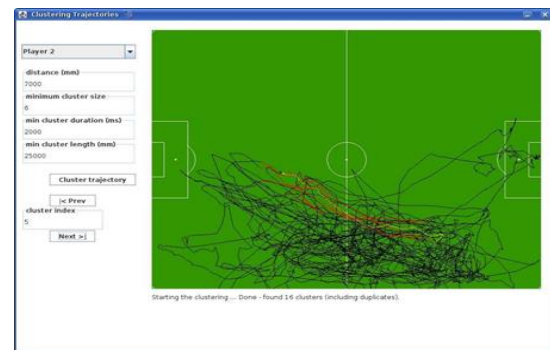 Clustering Trajectories
Player 2
distance (mm)
7000
minimum cluster size
6
min cluster duration (ms)
2000
min cluster length (mm)
25000
Cluster trajectory
|< Prev
cluster index
5
Next >|
Starting the clustering ... Done - found 16 clusters (including duplicates).